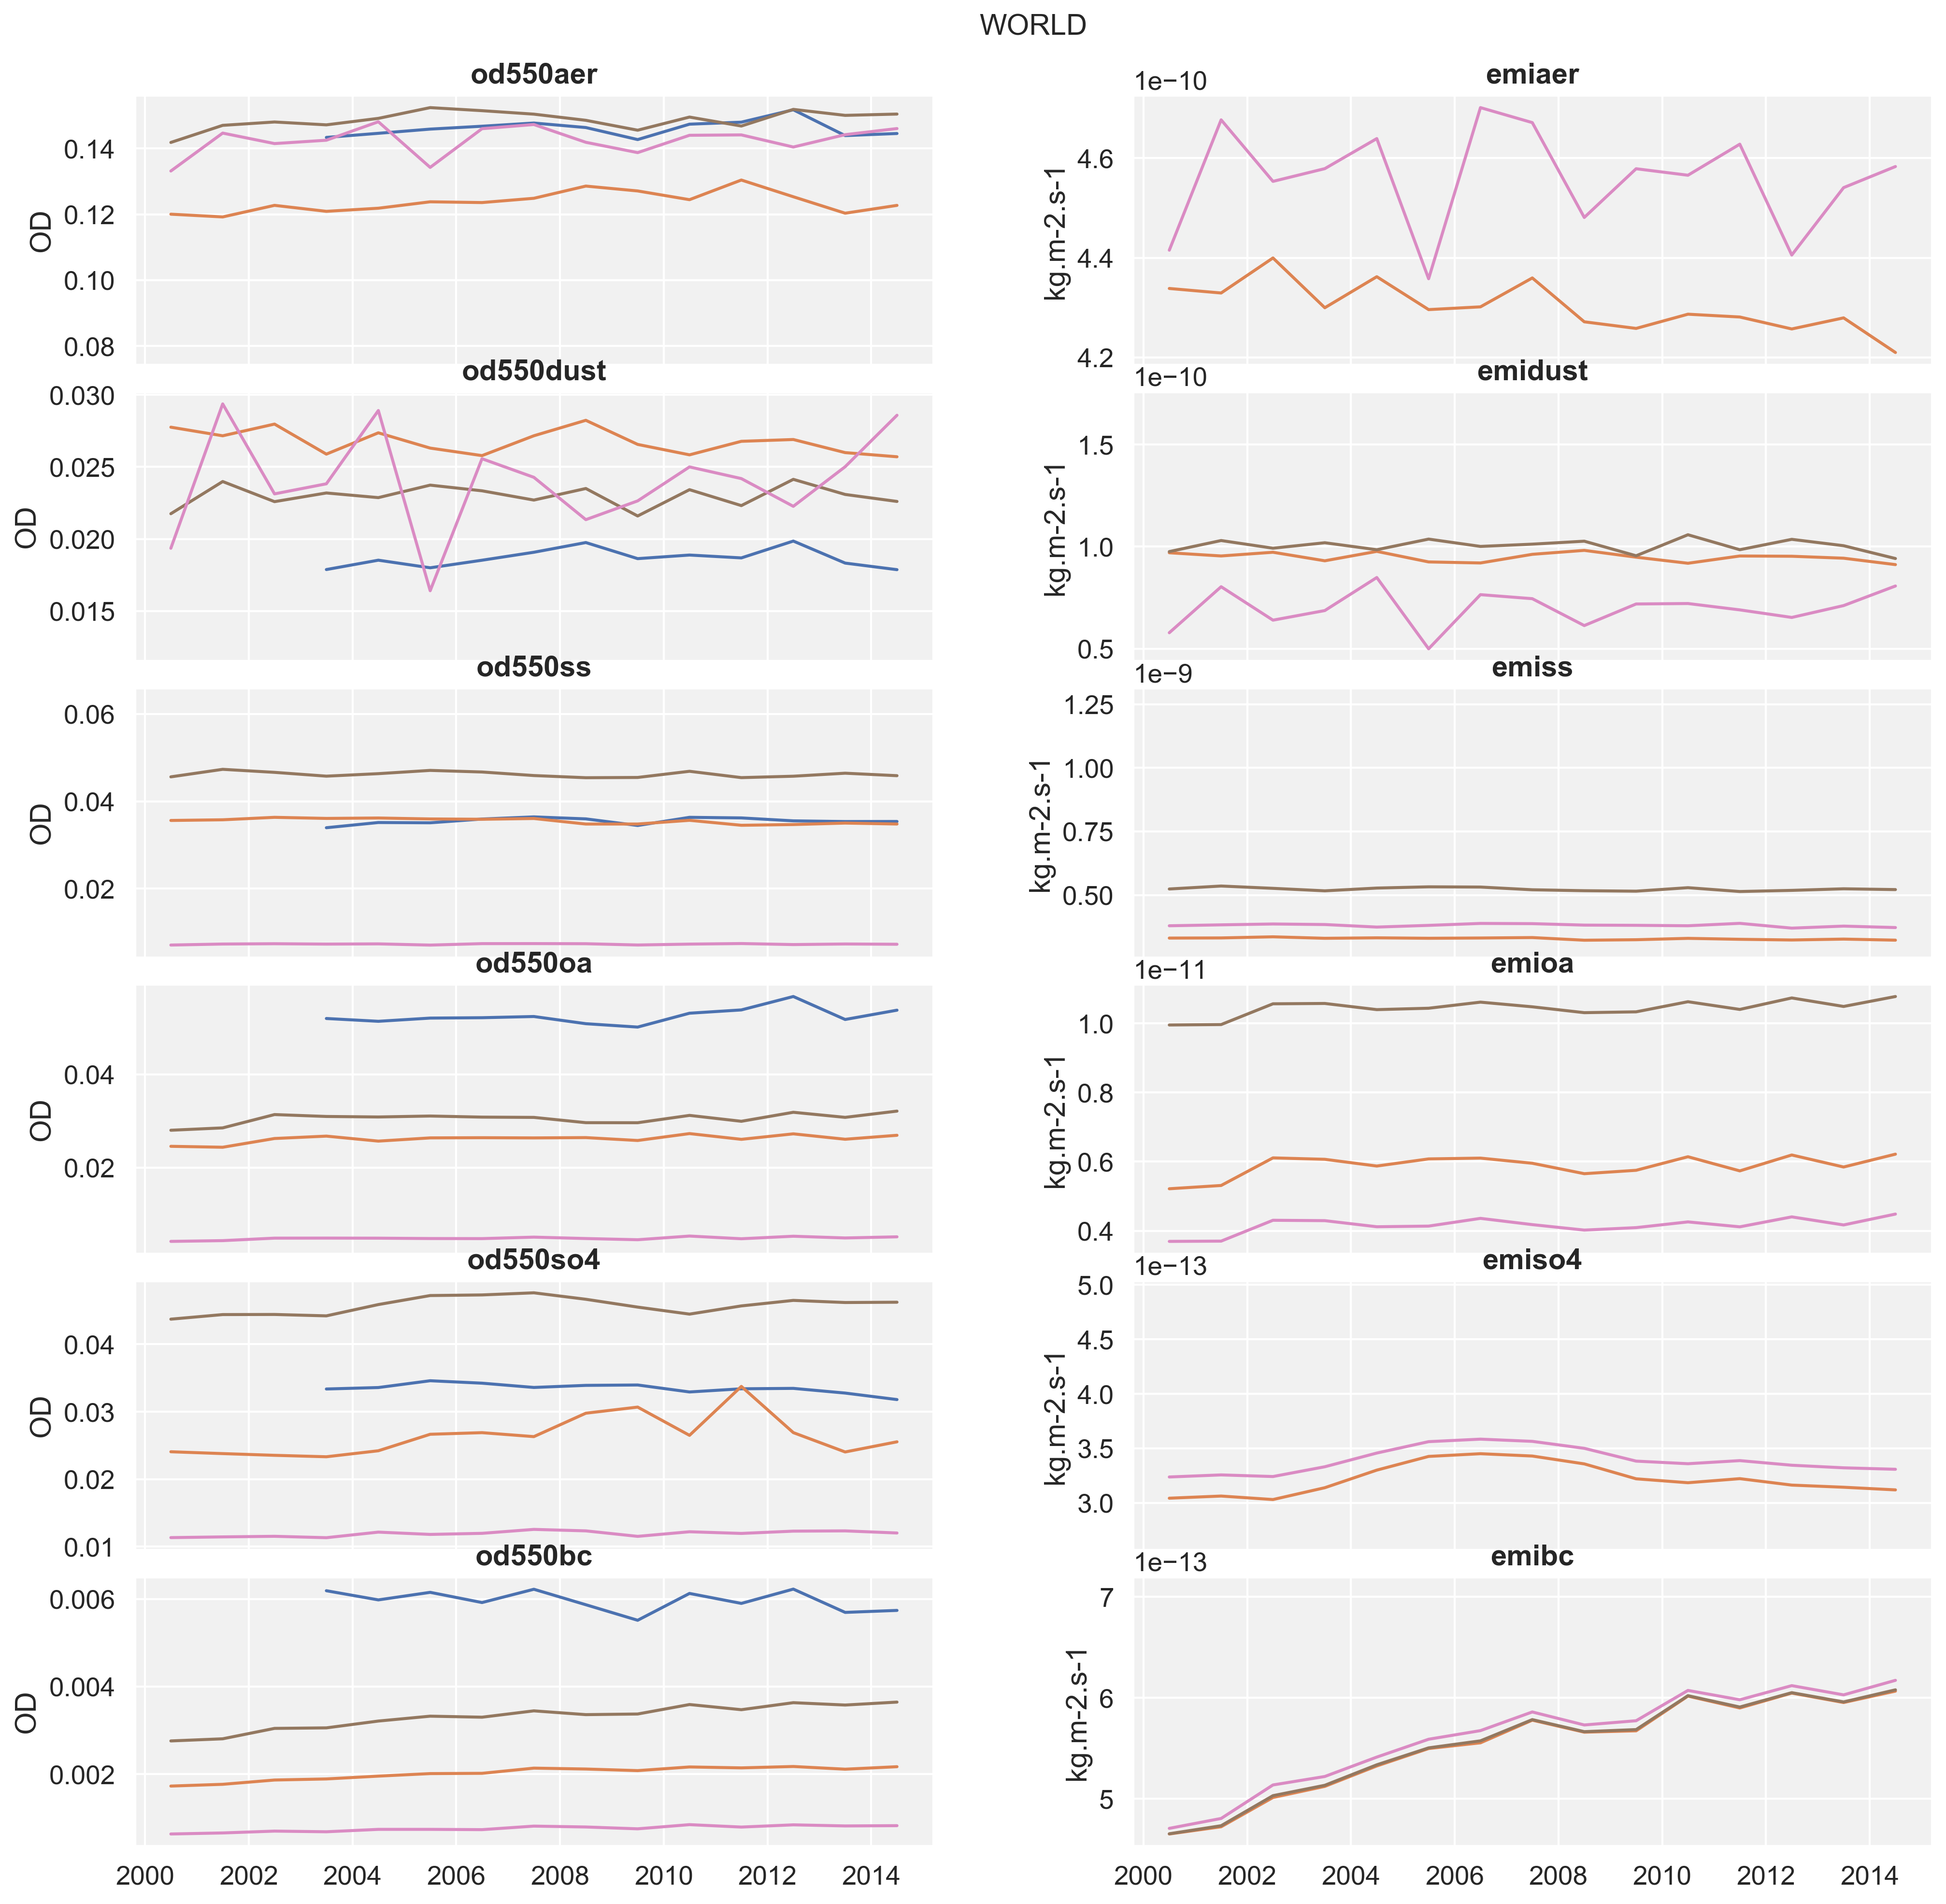 WORLD
od550aer
OD
0.14
0.12
0.10
0.08
emiaer
1e−10
kg.m-2.s-1
4.6
4.4
4.2
od550dust
OD
0.030
0.025
0.020
0.015
emidust
1e−10
kg.m-2.s-1
1.5
1.0
0.5
od550ss
OD
0.06
0.04
0.02
emiss
1e−9
kg.m-2.s-1
1.25
1.00
0.75
0.50
od550oa
OD
0.04
0.02
emioa
1e−11
kg.m-2.s-1
1.0
0.8
0.6
0.4
od550so4
OD
0.04
0.03
0.02
0.01
emiso4
1e−13
kg.m-2.s-1
5.0
4.5
4.0
3.5
3.0
od550bc
OD
0.006
0.004
0.002
2000 2002 2004 2006 2008 2010 2012 2014
emibc
1e−13
kg.m-2.s-1
7
6
5
2000 2002 2004 2006 2008 2010 2012 2014